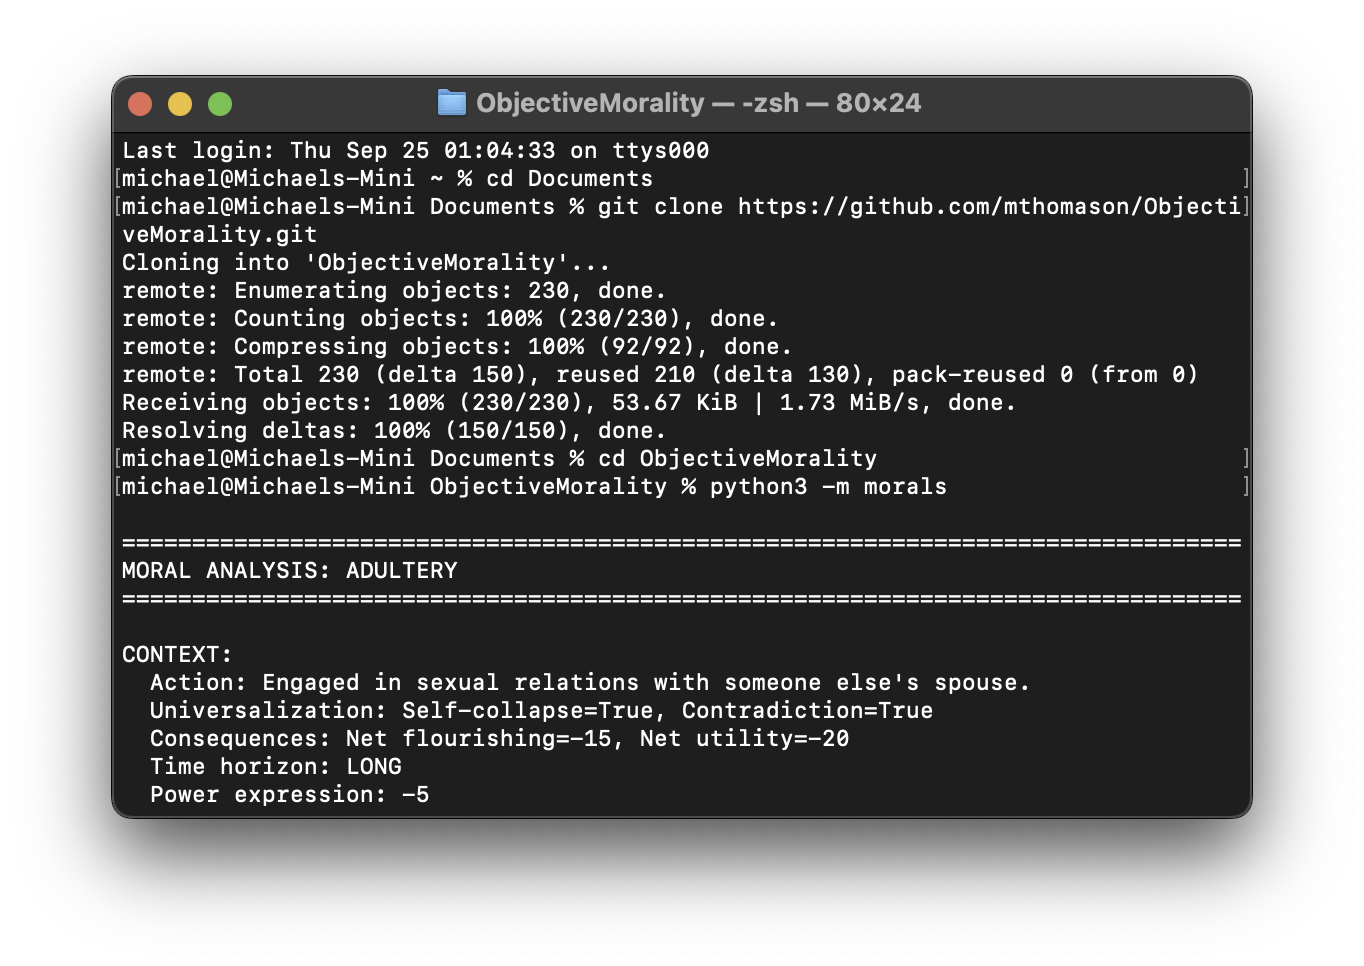 ObjectiveMorality — -zsh — 80×24
Last login: Thu Sep 25 01:04:33 on ttys000
[michael@Michaels-Mini ~ % cd Documents ]
[michael@Michaels-Mini Documents % git clone https://github.com/mthomason/Objecti]
veMorality.git
Cloning into 'ObjectiveMorality'...
remote: Enumerating objects: 230, done.
remote: Counting objects: 100% (230/230), done.
remote: Compressing objects: 100% (92/92), done.
remote: Total 230 (delta 150), reused 210 (delta 130), pack-reused 0 (from 0)
Receiving objects: 100% (230/230), 53.67 KiB | 1.73 MiB/s, done.
Resolving deltas: 100% (150/150), done.
[michael@Michaels-Mini Documents % cd ObjectiveMorality ]
[michael@Michaels-Mini ObjectiveMorality % python3 -m morals ]
================================================================================
MORAL ANALYSIS: ADULTERY
================================================================================
CONTEXT:
Action: Engaged in sexual relations with someone else's spouse.
Universalization: Self-collapse=True, Contradiction=True
Consequences: Net flourishing=-15, Net utility=-20
Time horizon: LONG
Power expression: -5